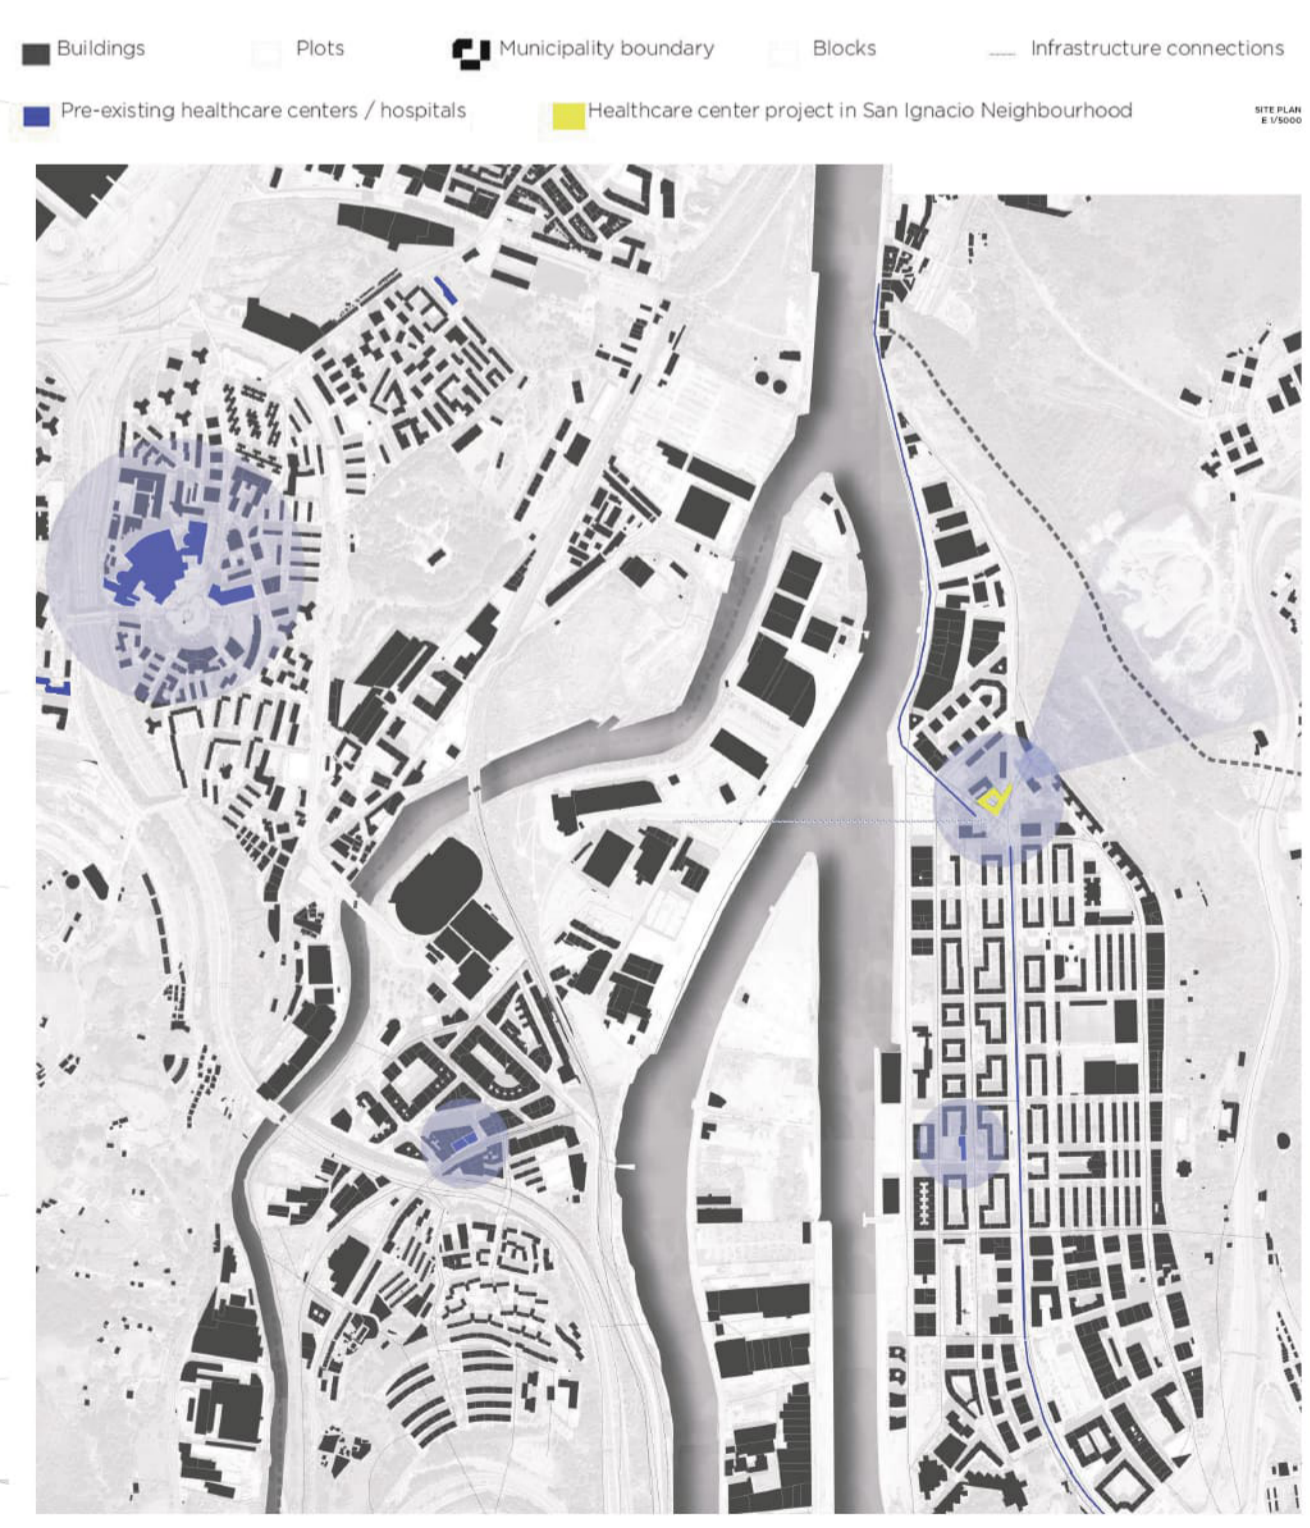 Buildings
Plots
Municipality boundary
Blocks
Infrastructure connections
Pre-existing healthcare centers / hospitals
Healthcare center project in San Ignacio Neighbourhood
SITE PLAN
E 1/5000